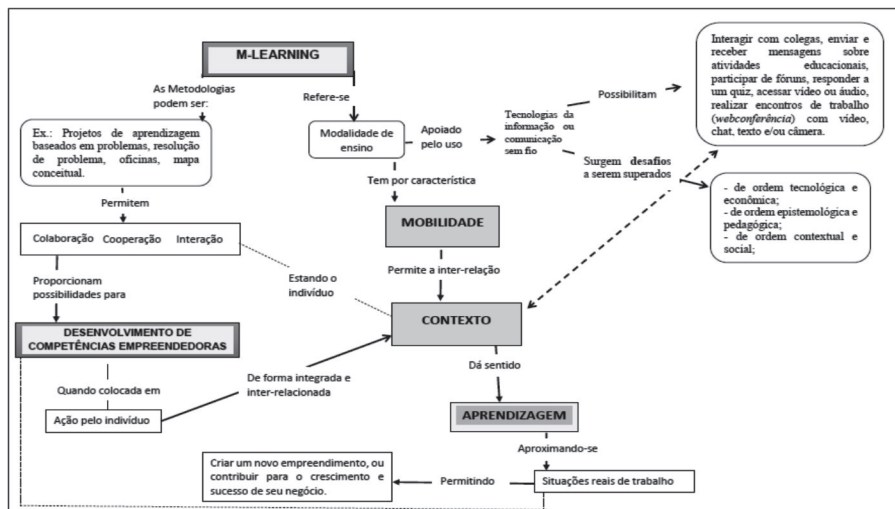 M-LEARNING
As Metodologias
podem ser:
Refere-se
Ex.: Projetos de aprendizagem
baseados em problemas, resolução
de problema, oficinas, mapa
conceitual.
Modalidade de
ensino
Apoiado
pelo uso
Tecnologias da
informação ou
comunicação
sem fio
Possibilitam
Interagir com colegas, enviar e
receber mensagens sobre
atividades educacionais,
participar de fóruns, responder a
um quiz, acessar vídeo ou áudio,
realizar encontros de trabalho
(webconferência) com vídeo,
chat, texto e/ou câmera.
Surgem desafios
a serem superados
- de ordem tecnológica e
econômica;
- de ordem epistemológica e
pedagógica;
- de ordem contextual e
social;
Permitem
Tem por característica
Colaboração Cooperação Interação
MOBILIDADE
Proporcionam
possibilidades para
Estando o
indivíduo
Permite a inter-relação
CONTEXTO
DESENVOLVIMENTO DE
COMPETÊNCIAS EMPREENDEDORAS
Quando colocada em
De forma integrada e
inter-relacionada
Dá sentido
Ação pelo indivíduo
APRENDIZAGEM
Aproximando-se
Criar um novo empreendimento, ou
contribuir para o crescimento e
sucesso de seu negócio.
Permitindo
Situações reais de trabalho